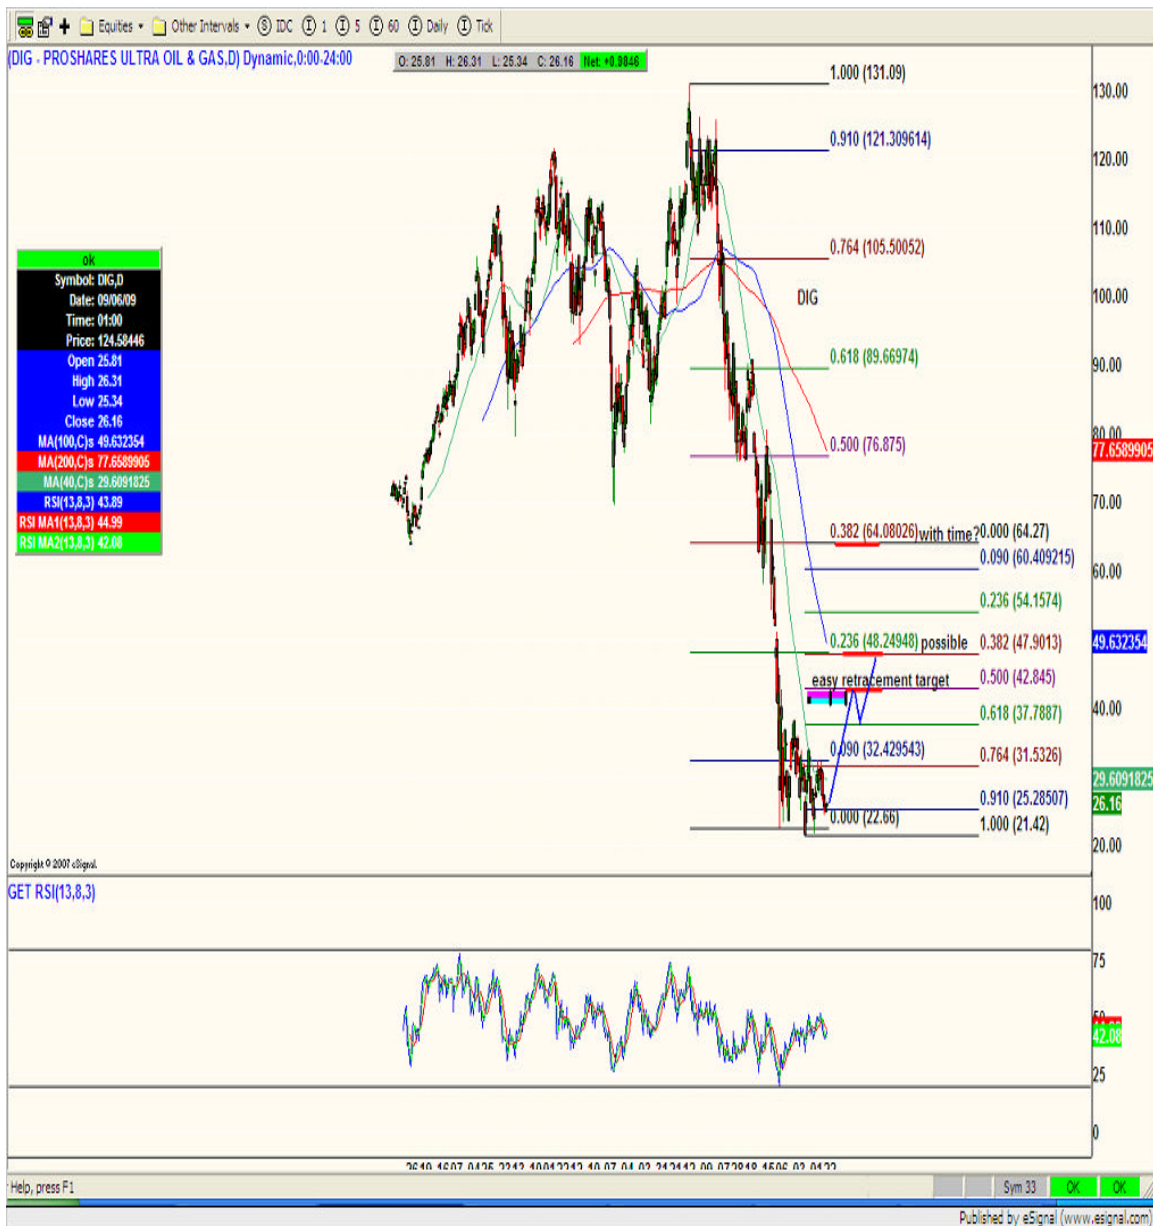 Equities Other Intervals S IDC I 1 I 5 I 60 I Daily I Tick
(DIG - PROSHARES ULTRA OIL & GAS,D) Dynamic,0:00-24:00
O: 25.81 H: 26.31 L: 25.34 C: 26.16 Net: +0.9846
1.000 (131.09)
130.00
0.910 (121.309614)
120.00
110.00
0.764 (105.50052)
100.00
DIG
ok
Symbol: DIG,D
Date: 09/06/09
Time: 01:00
Price: 124.58446
Open 25.81
High 26.31
Low 25.34
Close 26.16
MA(100,C)s 49.632354
MA(200,C)s 77.6589905
MA(40,C)s 29.6091825
RSI(13,8,3) 43.89
RSI MA1(13,8,3) 44.99
RSI MA2(13,8,3) 42.08
0.618 (89.66974)
90.00
80.00
0.500 (76.875)
77.6589905
70.00
0.382 (64.08026) with time? 0.000 (64.27)
0.090 (60.409215)
60.00
0.236 (54.1574)
0.236 (48.24948) possible 0.382 (47.9013)
49.632354
easy retracement target 0.500 (42.845)
40.00
0.618 (37.7887)
0.090 (32.429543) 0.764 (31.5326)
29.6091825
26.16
0.910 (25.28507)
0.000 (22.66) 1.000 (21.42)
20.00
Copyright © 2007 eSignal.
GET RSI(13,8,3)
100
75
42.08
25
0
Help, press F1
Sym 33 OK OK
Published by eSignal (www.esignal.com)